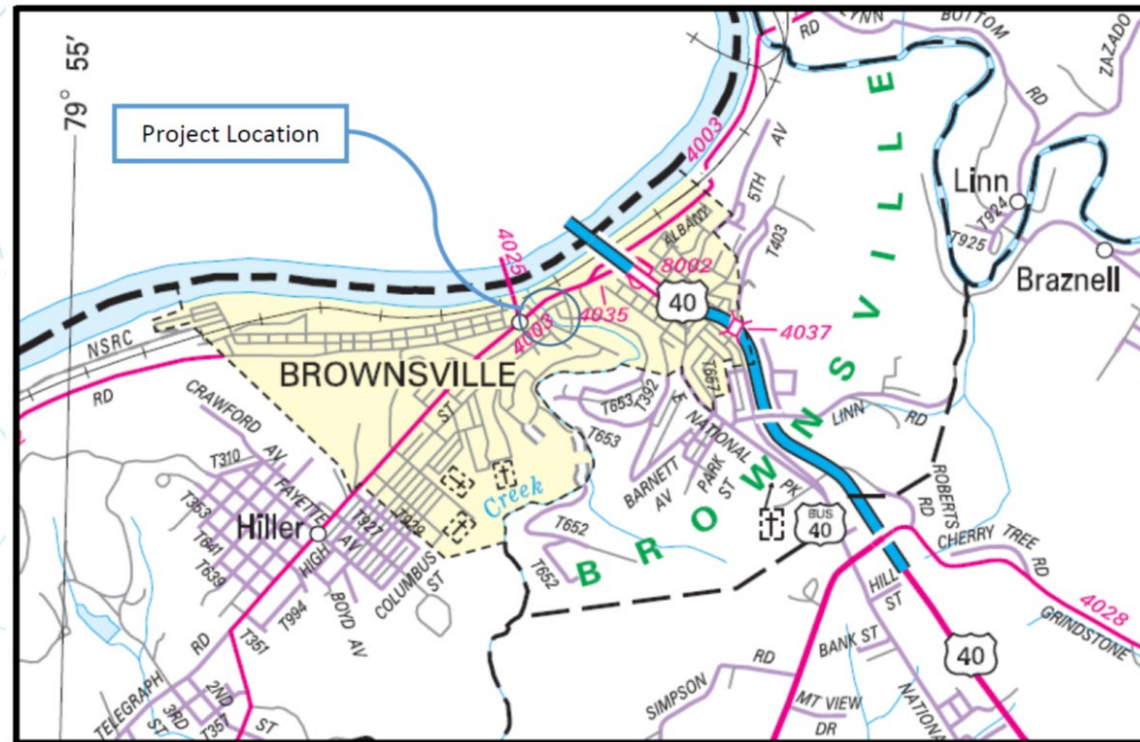 79° 55′
Project Location
RD
LYNN
BOTTOM
RD
ZAZADO
4003
5TH AV
T403
ALBANY
Linn
T924
T925
Braznell
4025
8002
40
4035
4003
4037
NSRC
RD
BROWNSVILLE
ST
T653
T392
T667
T653
E
NATIONAL
PK
LINN RD
BROWNSVILLE
CRAWFORD AV
T310
FAYETTE
AV
T363
T641
T639
Hiller
T927
T929
HIGH
BOYD AV
COLUMBUS ST
T994
T351
Creek
BARNETT AV
PARK ST
T652
T652
BUS 40
ROBERTS RD
CHERRY TREE RD
4028
GRINDSTONE
HILL ST
BANK ST
40
SIMPSON RD
MT VIEW DR
NATIONA
TELEGRAPH RD
2ND
3RD
ST
T357
ST